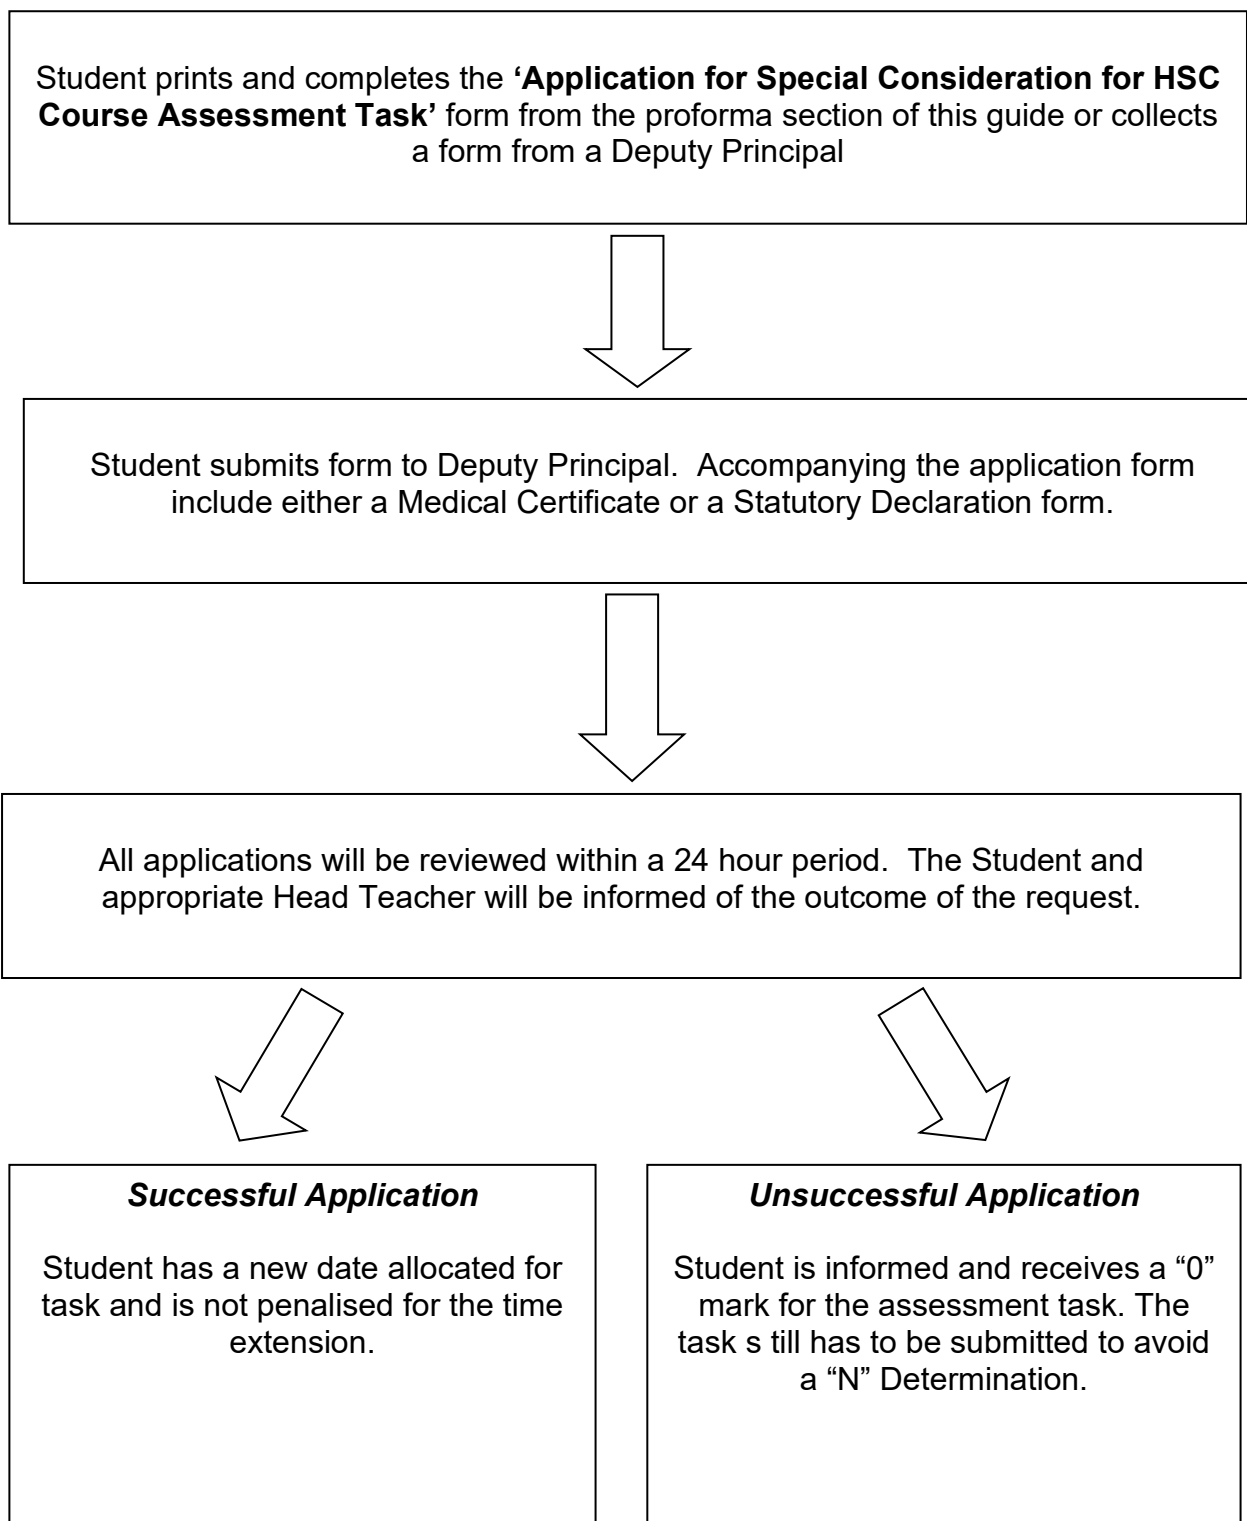 Student prints and completes the ‘Application for Special Consideration for HSC
Course Assessment Task’ form from the proforma section of this guide or collects
a form from a Deputy Principal
Student submits form to Deputy Principal.  Accompanying the application form
include either a Medical Certificate or a Statutory Declaration form.
All applications will be reviewed within a 24 hour period.  The Student and
appropriate Head Teacher will be informed of the outcome of the request.
Successful Application
Student has a new date allocated for
task and is not penalised for the time
extension.
Unsuccessful Application
Student is informed and receives a “0”
mark for the assessment task. The
task s till has to be submitted to avoid
a “N” Determination.